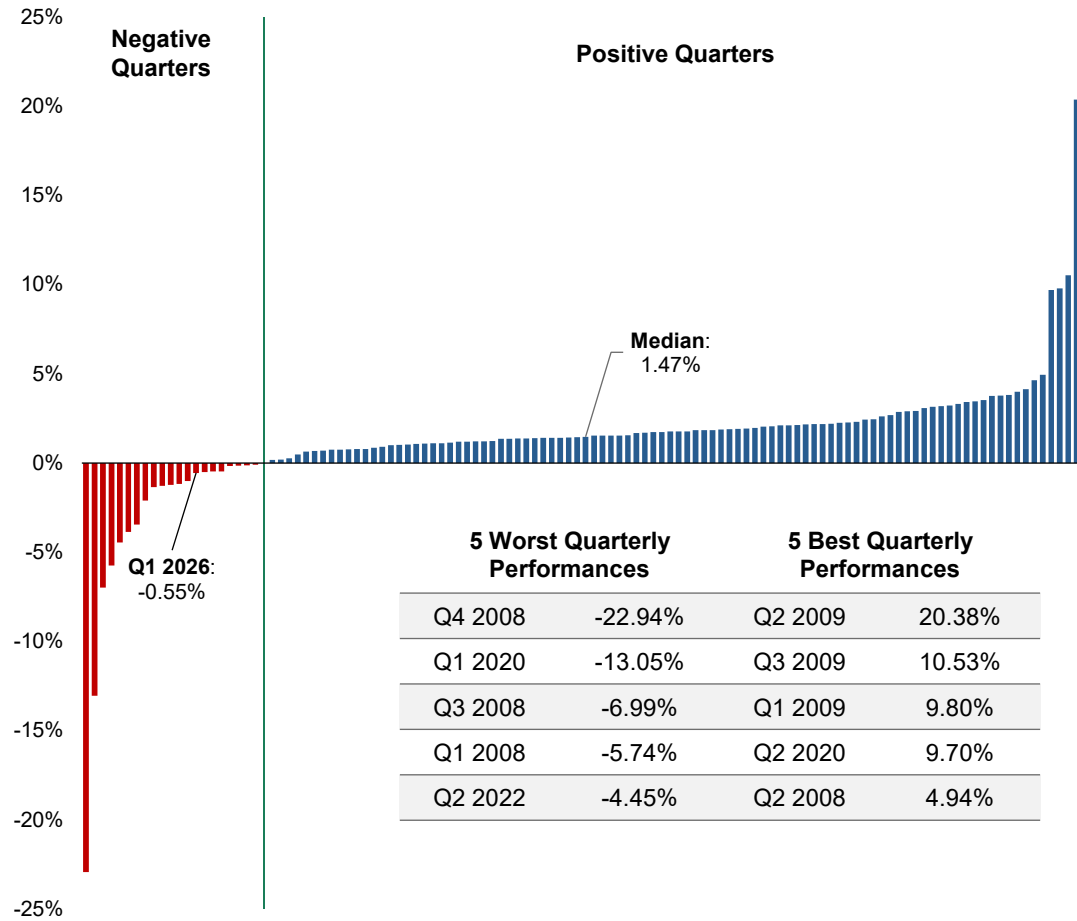 25%
20%
15%
10%
5%
0%
-5%
-10%
-15%
-20%
-25%
Negative
Quarters
Positive Quarters
Median:
1.47%
Q1 2026:
-0.55%
5 Worst Quarterly
Performances
5 Best Quarterly
Performances
Q4 2008 -22.94% Q2 2009 20.38%
Q1 2020 -13.05% Q3 2009 10.53%
Q3 2008 -6.99% Q1 2009 9.80%
Q1 2008 -5.74% Q2 2020 9.70%
Q2 2022 -4.45% Q2 2008 4.94%